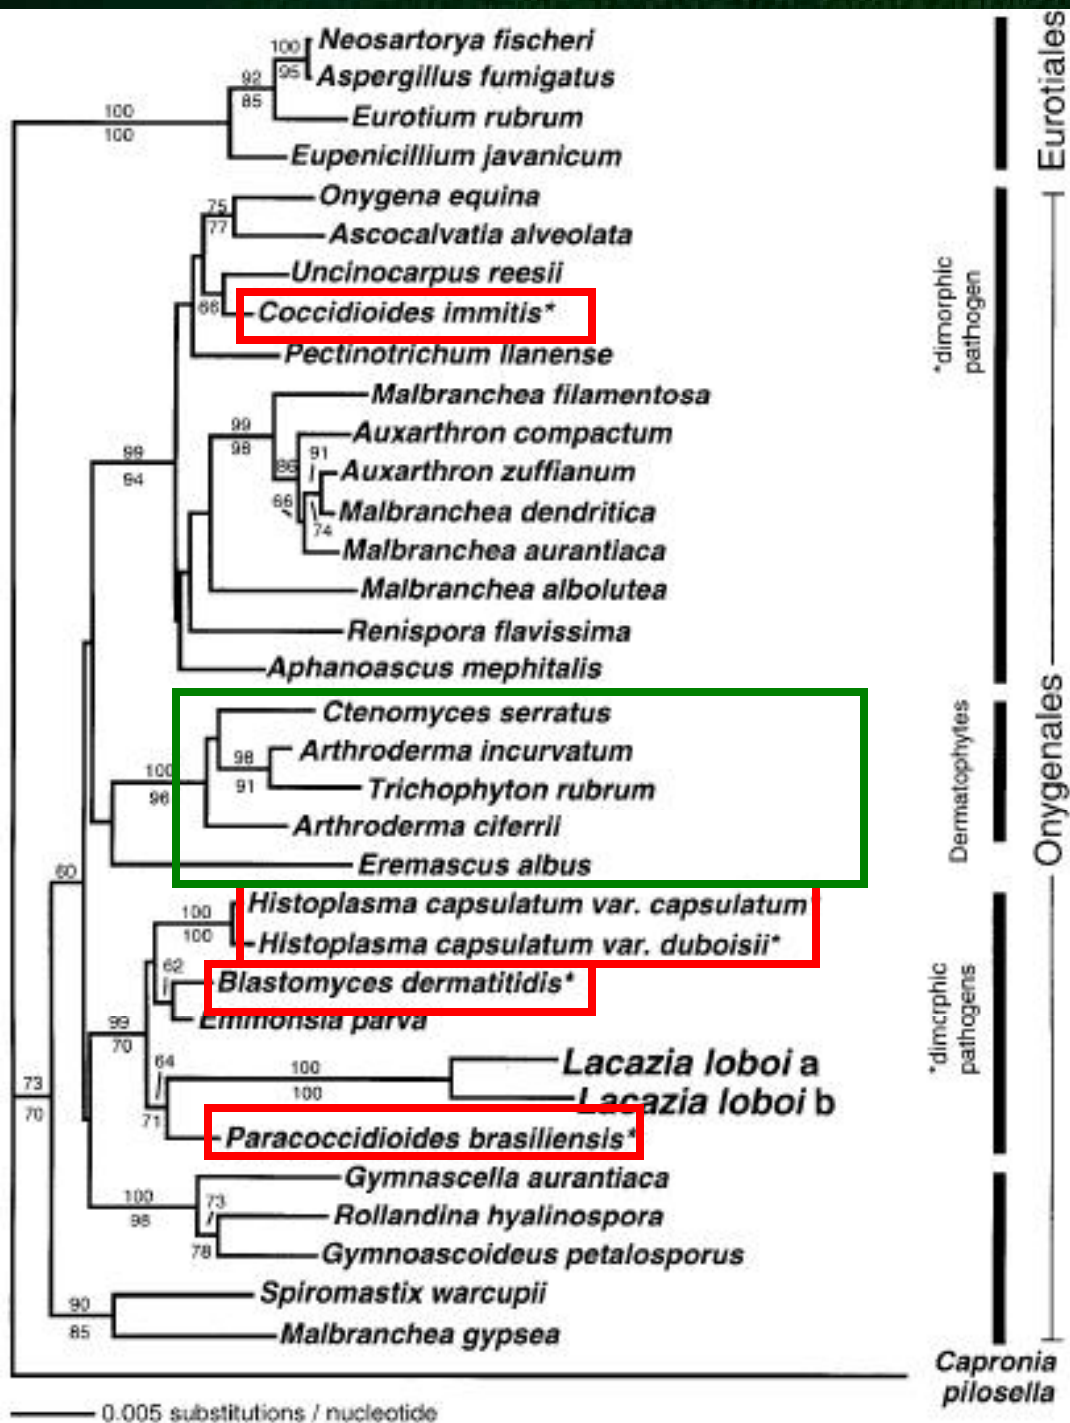 100
Neosartorya fischeri
95
Aspergillus fumigatus
92
85
Eurotium rubrum
100
100
Eupenicillium javanicum
Eurotiales
75
Onygena equina
77
Ascocalvatia alveolata
Uncinocarpus reesii
66
Coccidioides immitis*
Pectinotrichum llanense
*dimorphic
pathogen
Malbranchea filamentosa
99
98
Auxarthron compactum
86
91
Auxarthron zuffianum
66
74
Malbranchea dendritica
Malbranchea aurantiaca
99
94
Malbranchea albolutea
Renispora flavissima
Aphanoascus mephitalis
Ctenomyces serratus
98
Arthroderma incurvatum
91
Trichophyton rubrum
100
96
Arthroderma ciferrii
Eremascus albus
Dermatophytes
Onygenales
60
Histoplasma capsulatum var. capsulatum*
100
100
Histoplasma capsulatum var. duboisii*
62
Blastomyces dermatitidis*
Emmonsia parva
99
70
*dimcrphic
pathogens
64
71
100
100
Lacazia loboi a
Lacazia loboi b
73
70
Paracoccidioides brasiliensis*
Gymnascella aurantiaca
100
98
73
Rollandina hyalinospora
78
Gymnoascoideus petalosporus
Spiromastix warcupii
90
85
Malbranchea gypsea
Capronia
pilosella
0.005 substitutions / nucleotide